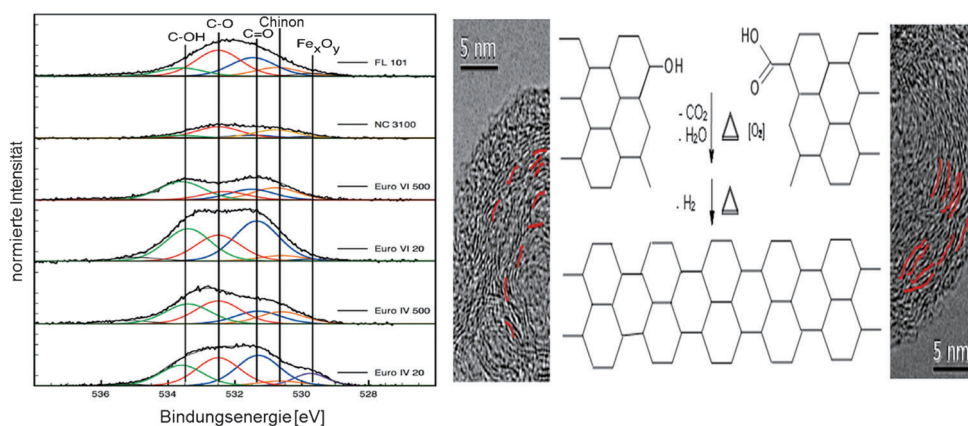 C-OH
C-O
C=O
Chinon
FexOy
FL 101
NC 3100
Euro VI 500
Euro VI 20
Euro IV 500
Euro IV 20
normierte Intensität
536
534
532
530
528
Bindungsenergie [eV]
5 nm
OH
HO
O
- CO2
. H2O
[O2]
. H2
5 nm